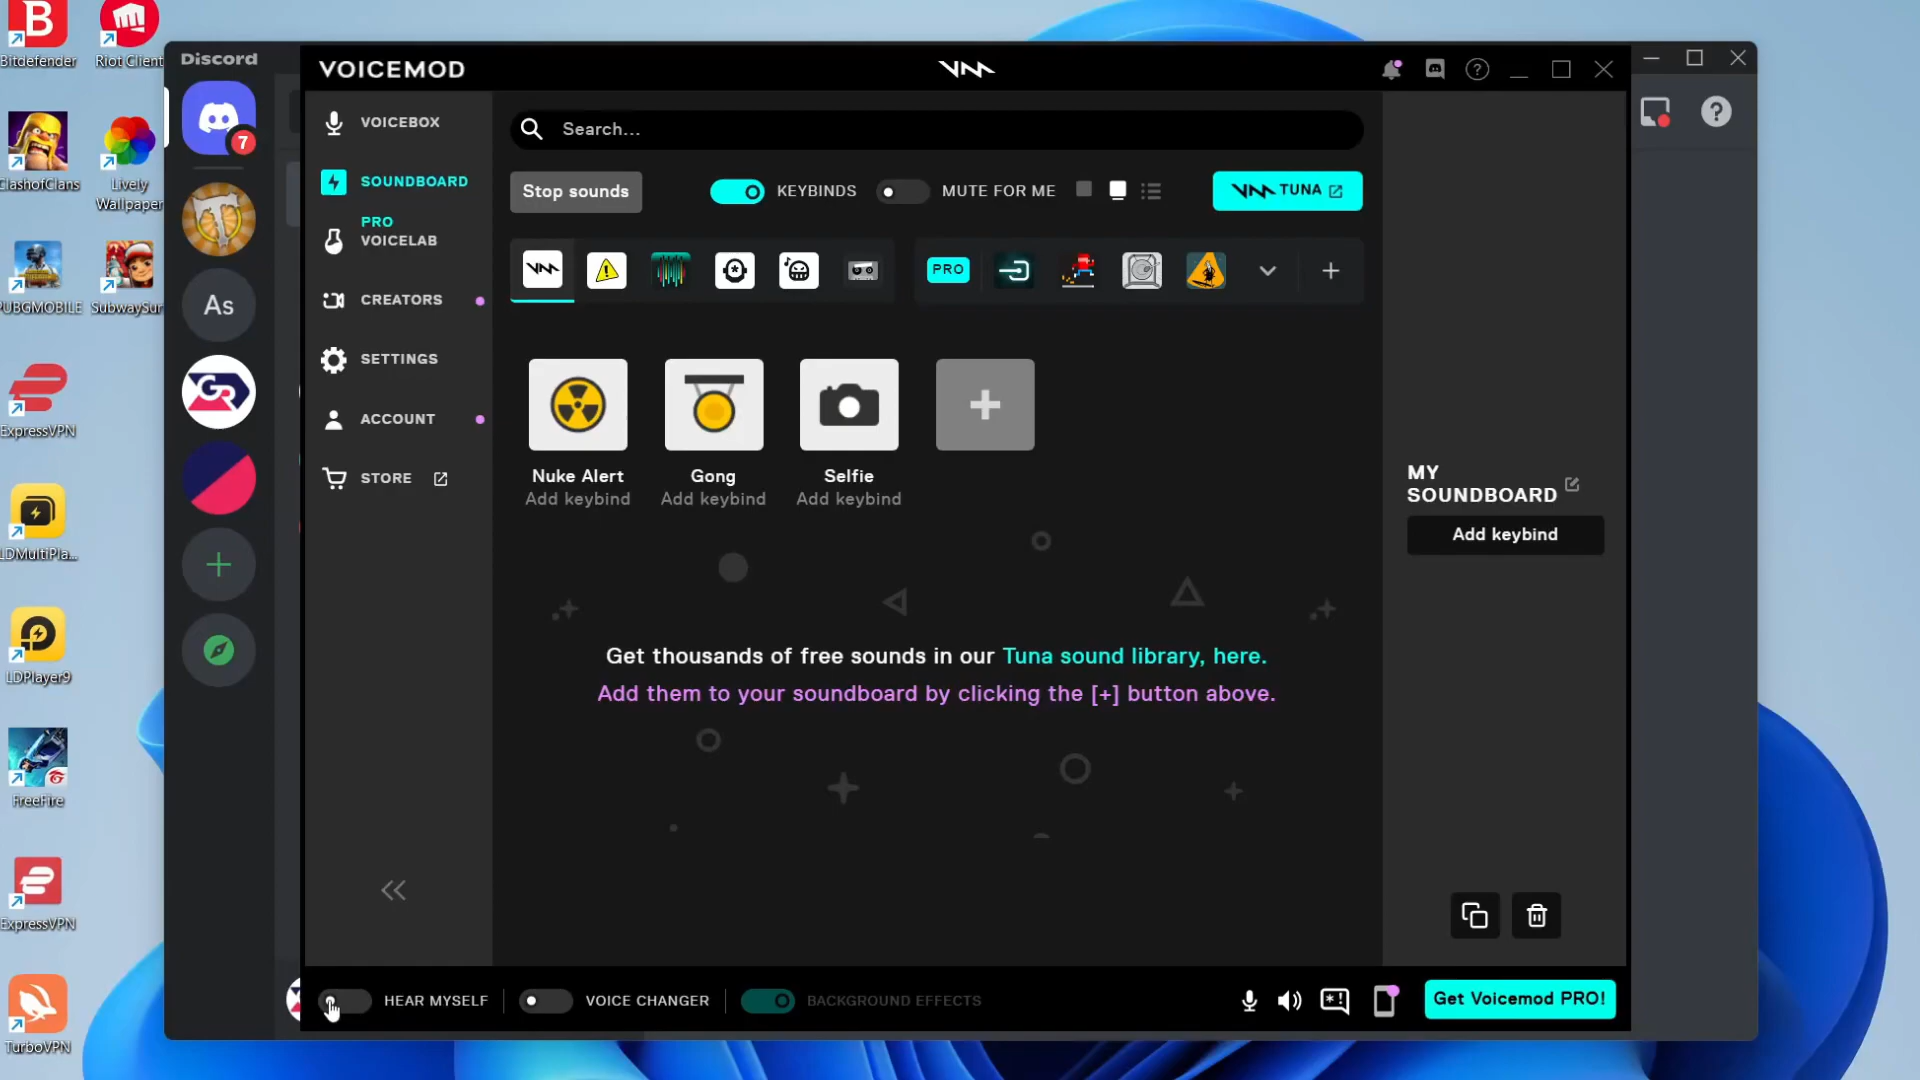 Bitdefender
Riot Client
ClashofClans
Lively
Wallpaper
PUBGMOBILE
SubwaySur
ExpressVPN
LDMultiPla...
LDPlayer9
FreeFire
ExpressVPN
TurboVPN
Discord
7
As
VOICEMOD
VOICEBOX
SOUNDBOARD
PRO
VOICELAB
CREATORS
SETTINGS
ACCOUNT
STORE
Search...
Stop sounds
KEYBINDS
MUTE FOR ME
TUNA
PRO
Nuke Alert
Add keybind
Gong
Add keybind
Selfie
Add keybind
Get thousands of free sounds in our Tuna sound library, here.
Add them to your soundboard by clicking the [+] button above.
MY
SOUNDBOARD
Add keybind
HEAR MYSELF
VOICE CHANGER
BACKGROUND EFFECTS
Get Voicemod PRO!